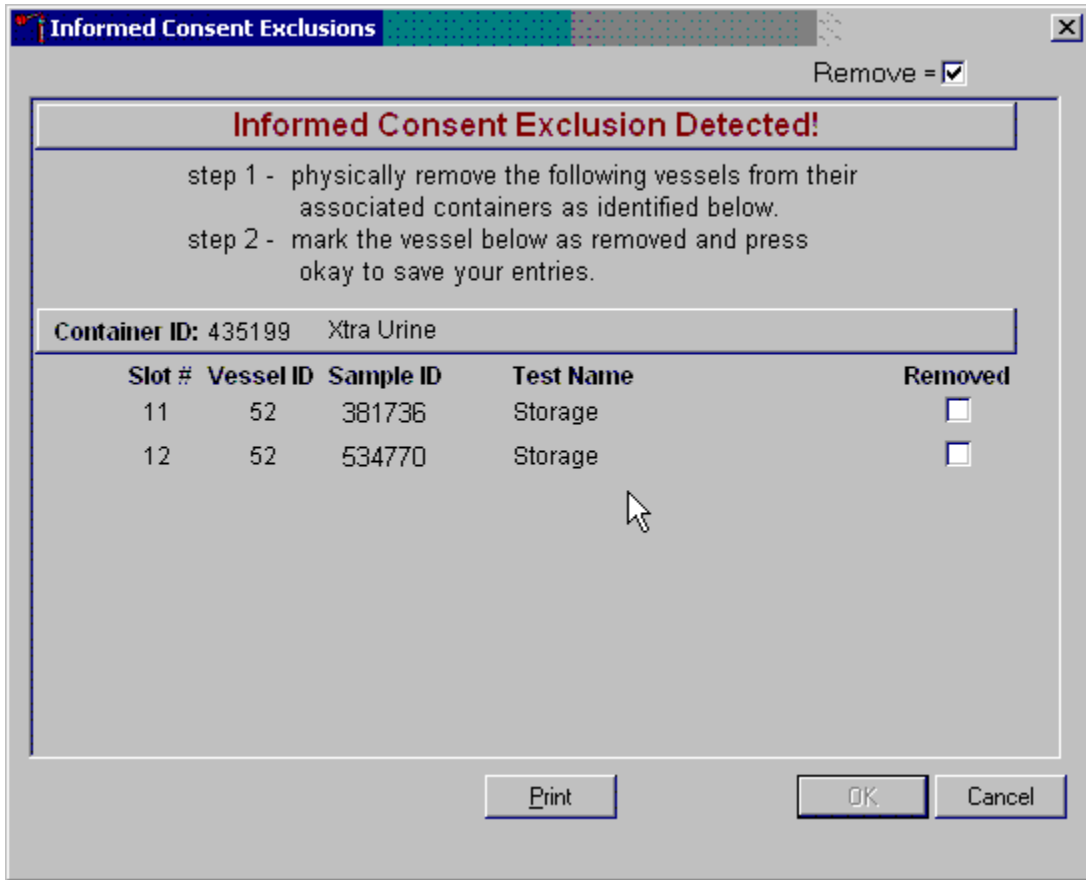 Informed Consent Exclusions
Remove =
Informed Consent Exclusion Detected!
step 1 - physically remove the following vessels from their
associated containers as identified below.
step 2 - mark the vessel below as removed and press
okay to save your entries.
Container ID: 435199 Xtra Urine
Slot # Vessel ID Sample ID Test Name Removed
11 52 381736 Storage
12 52 534770 Storage
Print OK Cancel